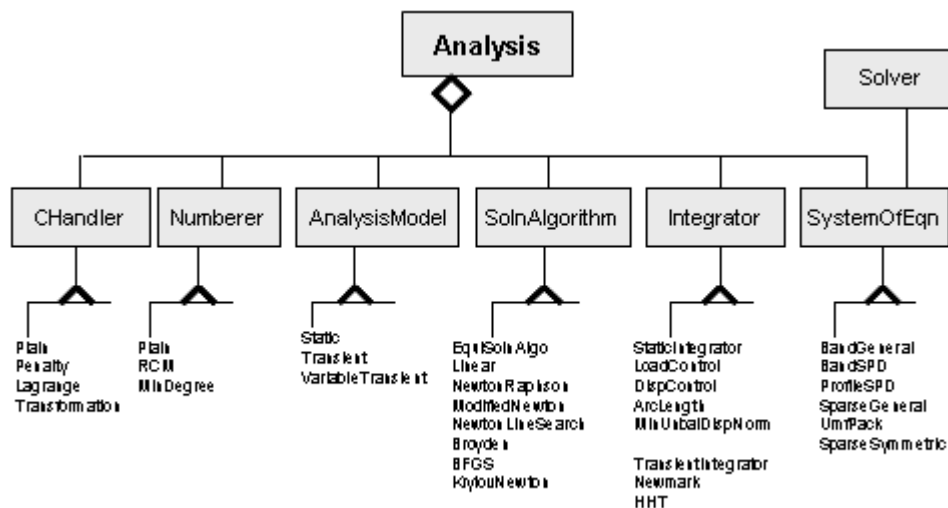 Analysis
Solver
CHandler
Numberer
AnalysisModel
SolnAlgorithm
Integrator
SystemOfEqn
Plain
Penalty
Lagrange
Transformation
Plain
RCM
MinDegree
Static
Transient
VariableTransient
EquiSolnAlgo
Linear
NewtonRaphson
ModifiedNewton
NewtonLineSearch
Broyden
BFGS
KrylovNewton
StaticIntegrator
LoadControl
DispControl
ArcLength
MinUnbalDispNorm
TransientIntegrator
Newmark
HHT
BandGeneral
BandSPD
ProfileSPD
SparseGeneral
UmfPack
SparseSymmetric